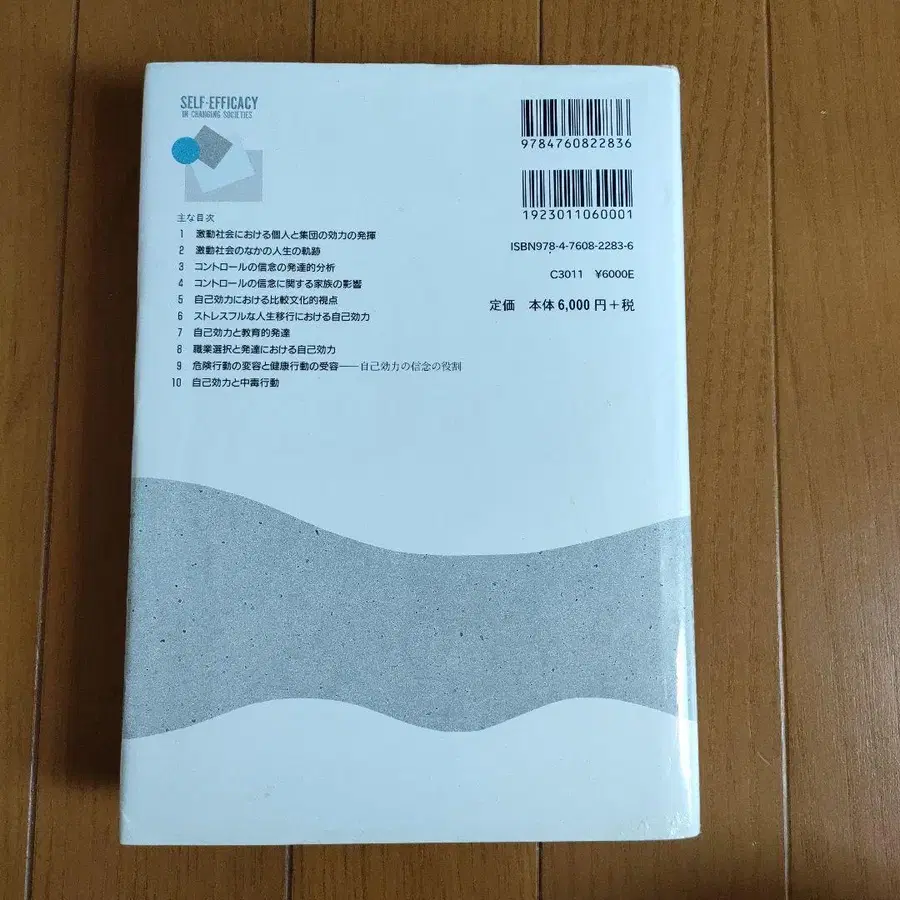 SELF-EFFICACY
IN CHANGING SOCIETIES
9784760822836
1923011060001
ISBN978-4-7608-2283-6
C3011 ¥6000E
定価 本体6,000円+税
主な目次
1 激動社会における個人と集団の効力の発揮
2 激動社会のなかの人生の軌跡
3 コントロールの信念の発達的分析
4 コントロールの信念に関する家族の影響
5 自己効力における比較文化的視点
6 ストレスフルな人生移行における自己効力
7 自己効力と教育的発達
8 職業選択と発達における自己効力
9 危険行動の変容と健康行動の受容――自己効力の信念の役割
10 自己効力と中毒行動